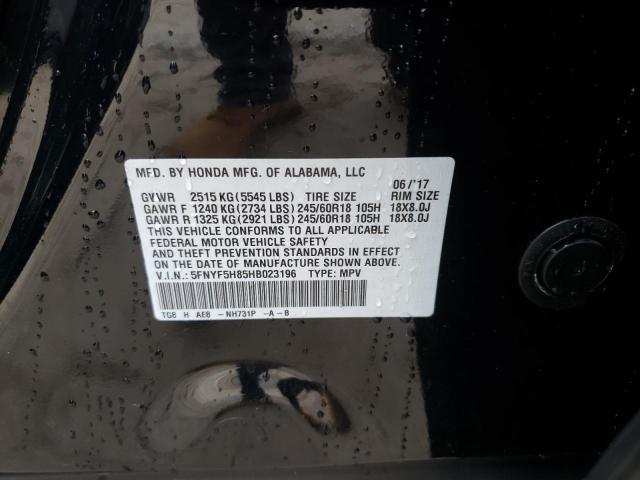 MFD. BY HONDA MFG. OF ALABAMA, LLC 06/'17
GVWR 2515 KG(5545 LBS) TIRE SIZE RIM SIZE
GAWR F 1240 KG(2734 LBS) 245/60R18 105H 18X8.0J
GAWR R 1325 KG(2921 LBS) 245/60R18 105H 18X8.0J
THIS VEHICLE CONFORMS TO ALL APPLICABLE
FEDERAL MOTOR VEHICLE SAFETY
AND THEFT PREVENTION STANDARDS IN EFFECT
ON THE DATE OF MANUFACTURE SHOWN ABOVE.
V.I.N.: 5FNYF5H85HB023196 TYPE: MPV
TG8 H AE8 -NH731P -A-B